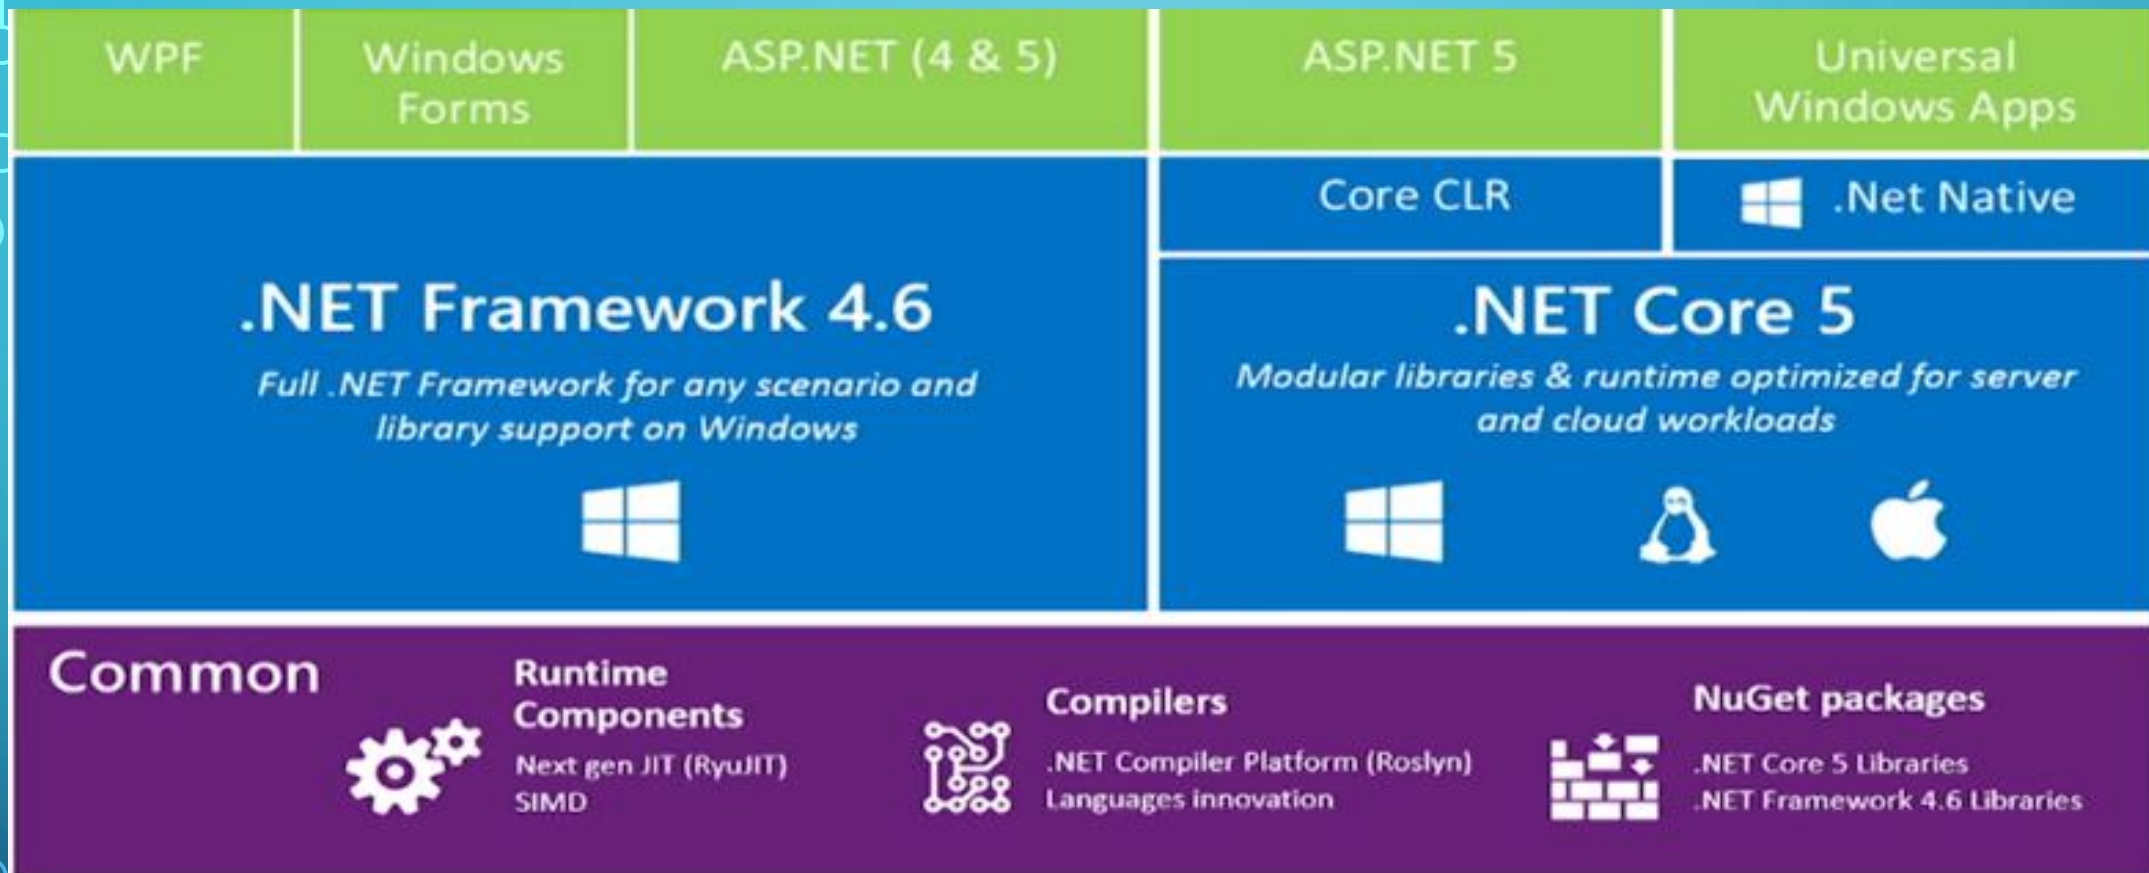 WPF
Windows
Forms
ASP.NET (4 & 5)
ASP.NET 5
Universal
Windows Apps
.NET Framework 4.6
Full .NET Framework for any scenario and
library support on Windows
Core CLR
.Net Native
.NET Core 5
Modular libraries & runtime optimized for server
and cloud workloads
Common
Runtime
Components
Next gen JIT (RyuJIT)
SIMD
Compilers
.NET Compiler Platform (Roslyn)
Languages innovation
NuGet packages
.NET Core 5 Libraries
.NET Framework 4.6 Libraries